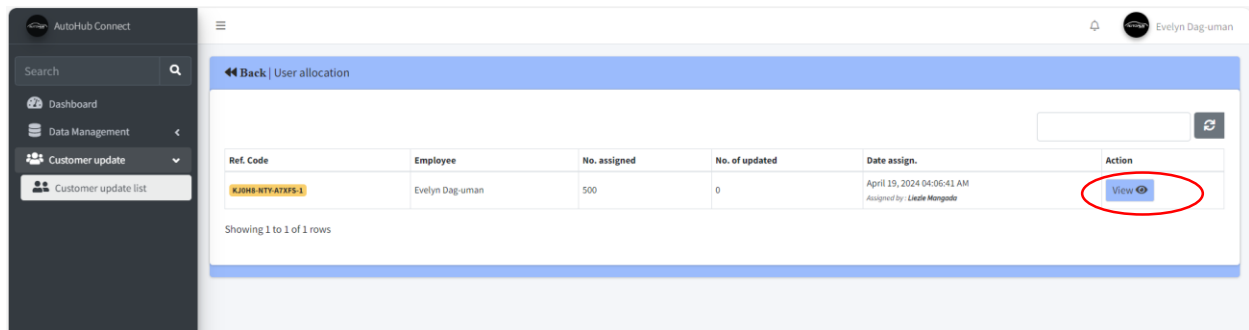 AutoHub Connect
Evelyn Dag-uman
Search
Back | User allocation
Dashboard
Data Management
Customer update
Customer update list
Ref. Code Employee No. assigned No. of updated Date assign. Action
KJ0H8-NTY-A7XF5-1 Evelyn Dag-uman 500 0 April 19, 2024 04:06:41 AM View
Assigned by : Liezle Mangada
Showing 1 to 1 of 1 rows